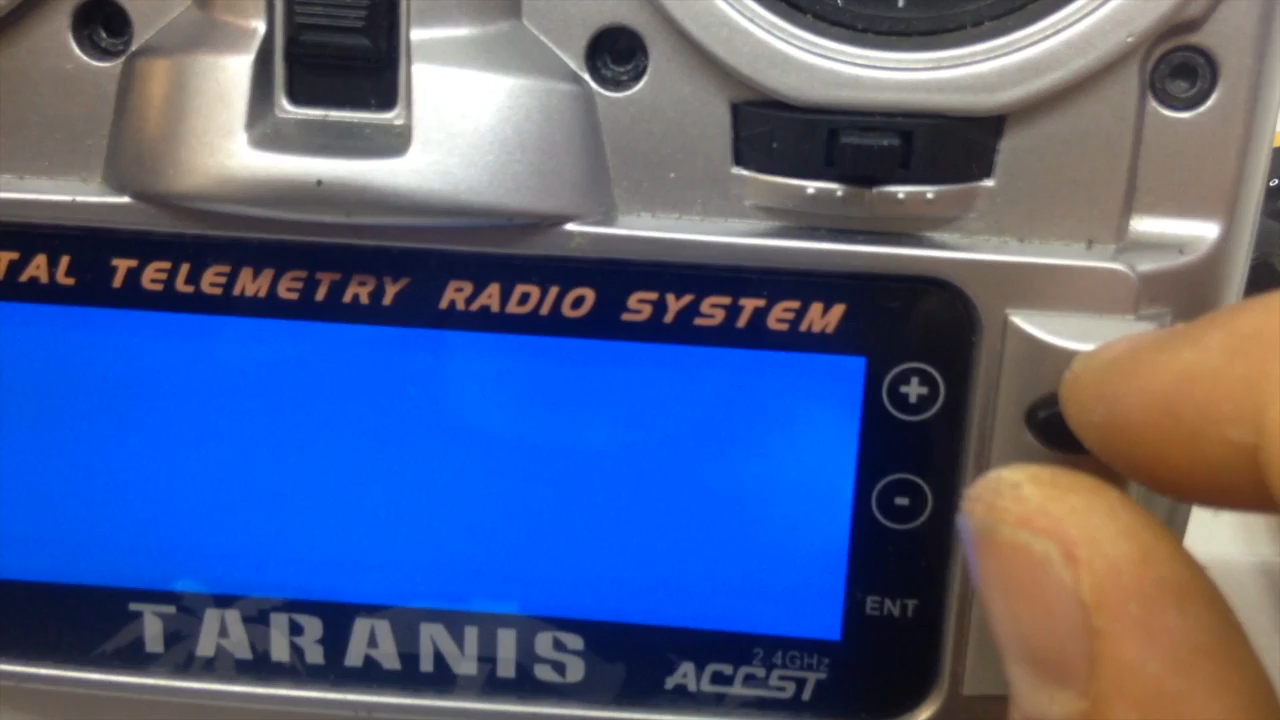 TAL TELEMETRY RADIO SYSTEM
+
-
ENT
TARANIS
2.4GHz
ACCST